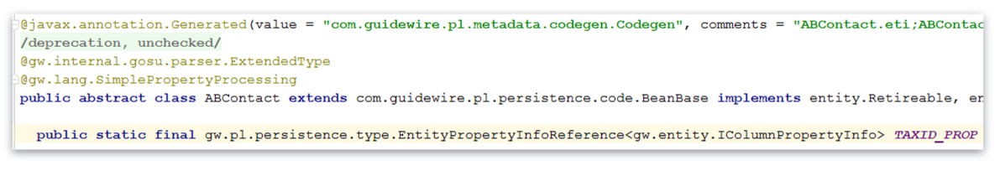 @javax.annotation.Generated(value = "com.guidewire.pl.metadata.codegen.Codegen", comments = "ABContact.eti;ABContac
/deprecation, unchecked/
@gw.internal.gosu.parser.ExtendedType
@gw.lang.SimplePropertyProcessing
public abstract class ABContact extends com.guidewire.pl.persistence.code.BeanBase implements entity.Retireable, en
public static final gw.pl.persistence.type.EntityPropertyInfoReference<gw.entity.IColumnPropertyInfo> TAXID_PROP